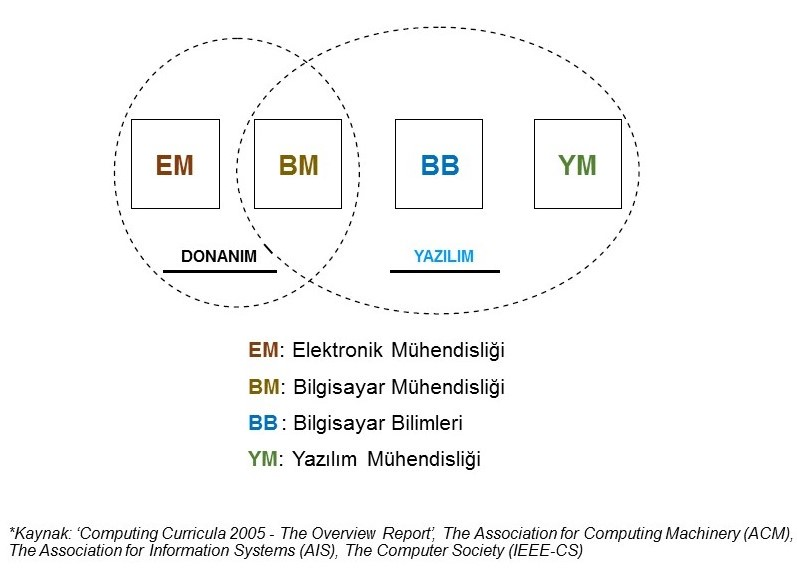 EM BM BB YM
DONANIM YAZILIM
EM: Elektronik Mühendisliği
BM: Bilgisayar Mühendisliği
BB : Bilgisayar Bilimleri
YM: Yazılım Mühendisliği
*Kaynak: ‘Computing Curricula 2005 - The Overview Report’, The Association for Computing Machinery (ACM),
The Association for Information Systems (AIS), The Computer Society (IEEE-CS)